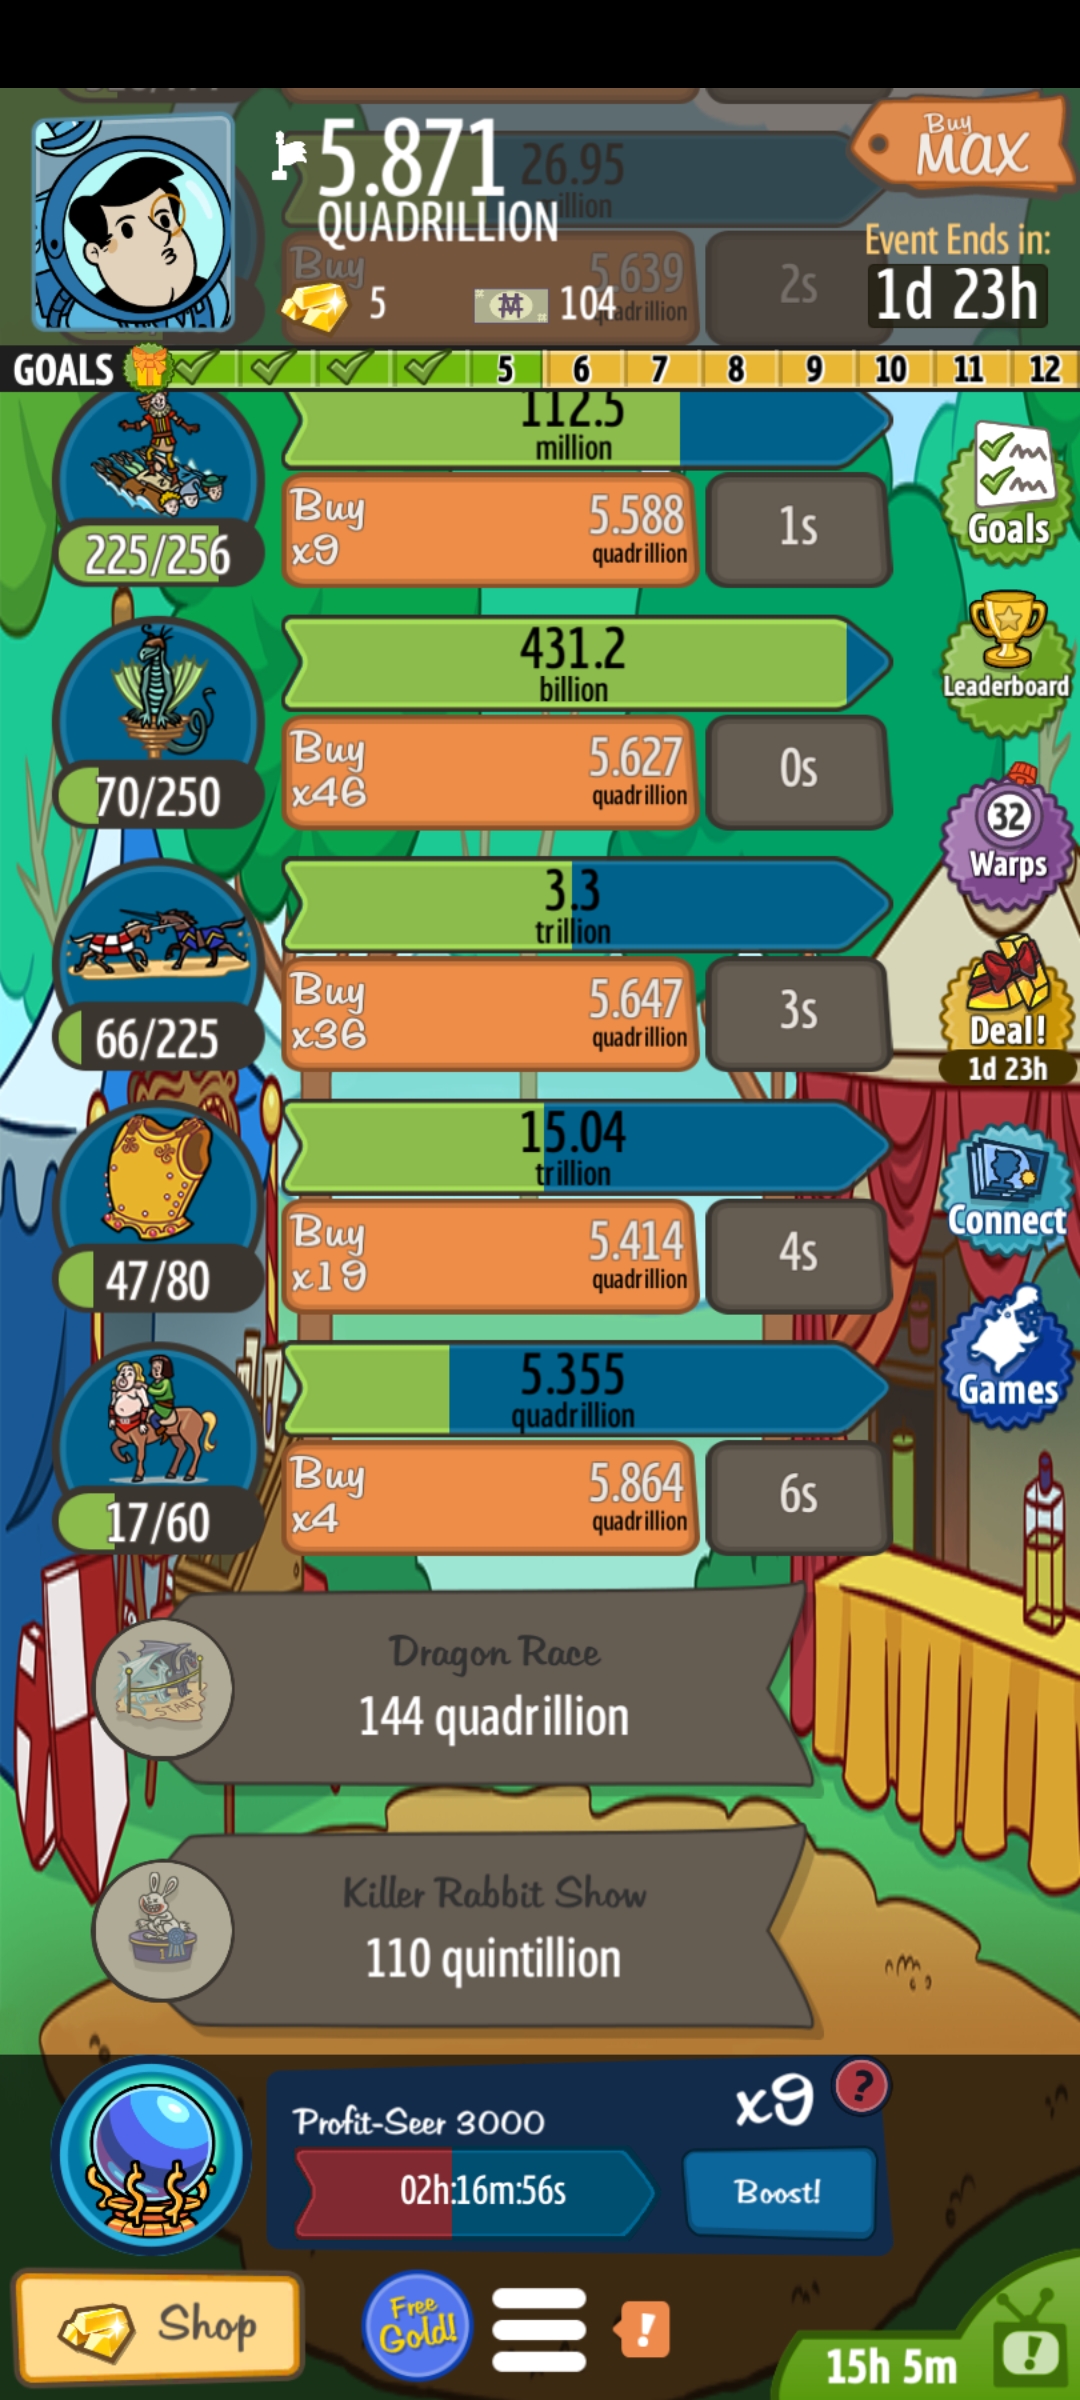 5.871
QUADRILLION
26.95
Buy
MAX
Event Ends in:
1d 23h
Buy
5.639
quadrillion
2s
5
104
GOALS
5 6 7 8 9 10 11 12
112.5
million
225/256
Buy
x9
5.588
quadrillion
1s
Goals
431.2
billion
Leaderboard
70/250
Buy
x46
5.627
quadrillion
0s
32
Warps
3.3
trillion
66/225
Buy
x36
5.647
quadrillion
3s
Deal!
1d 23h
15.04
trillion
47/80
Buy
x19
5.414
quadrillion
4s
Connect
5.355
quadrillion
Games
17/60
Buy
x4
5.864
quadrillion
6s
START
Dragon Race
144 quadrillion
1
Killer Rabbit Show
110 quintillion
Profit-Seer 3000
x9
?
02h:16m:56s
Boost!
Shop
Free
Gold!
!
15h 5m
!